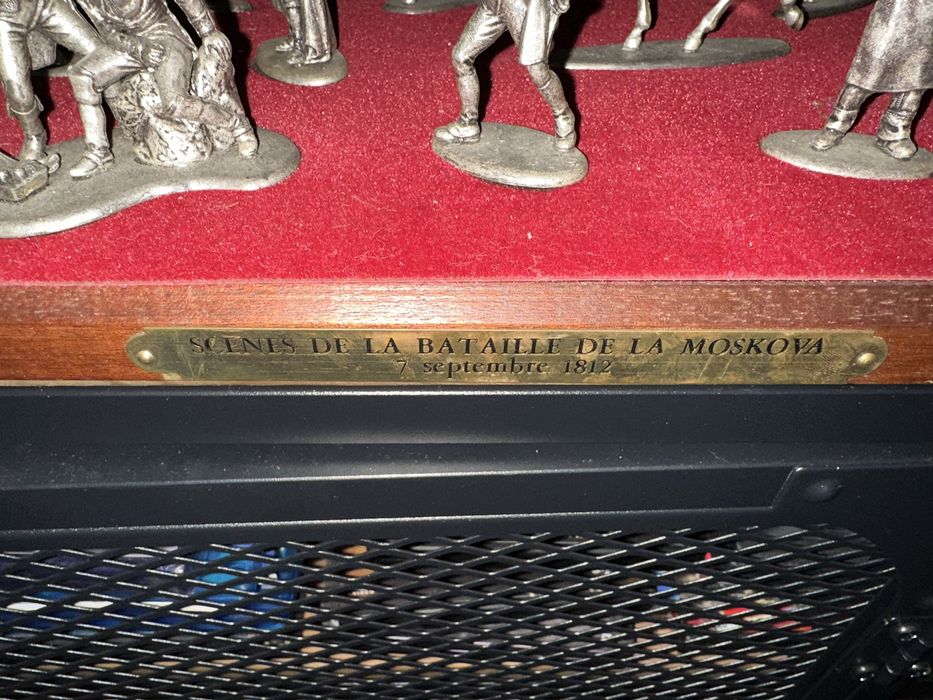 SCENES DE LA BATAILLE DE LA MOSKOVA
7 septembre 1812